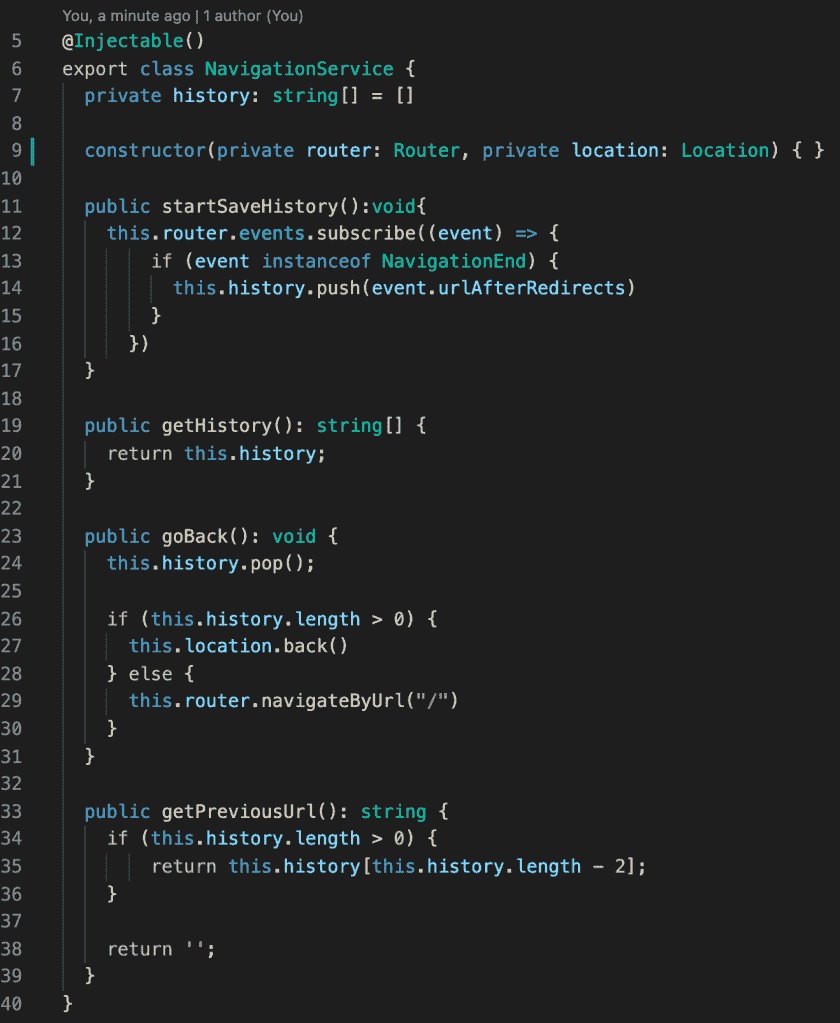 You, a minute ago | 1 author (You)
5 @Injectable()
6 export class NavigationService {
7   private history: string[] = []
8
9   constructor(private router: Router, private location: Location) { }
10
11   public startSaveHistory():void{
12     this.router.events.subscribe((event) => {
13         if (event instanceof NavigationEnd) {
14           this.history.push(event.urlAfterRedirects)
15         }
16       })
17   }
18
19   public getHistory(): string[] {
20     return this.history;
21   }
22
23   public goBack(): void {
24     this.history.pop();
25
26     if (this.history.length > 0) {
27       this.location.back()
28     } else {
29       this.router.navigateByUrl("/")
30     }
31   }
32
33   public getPreviousUrl(): string {
34     if (this.history.length > 0) {
35         return this.history[this.history.length - 2];
36     }
37
38     return '';
39   }
40 }